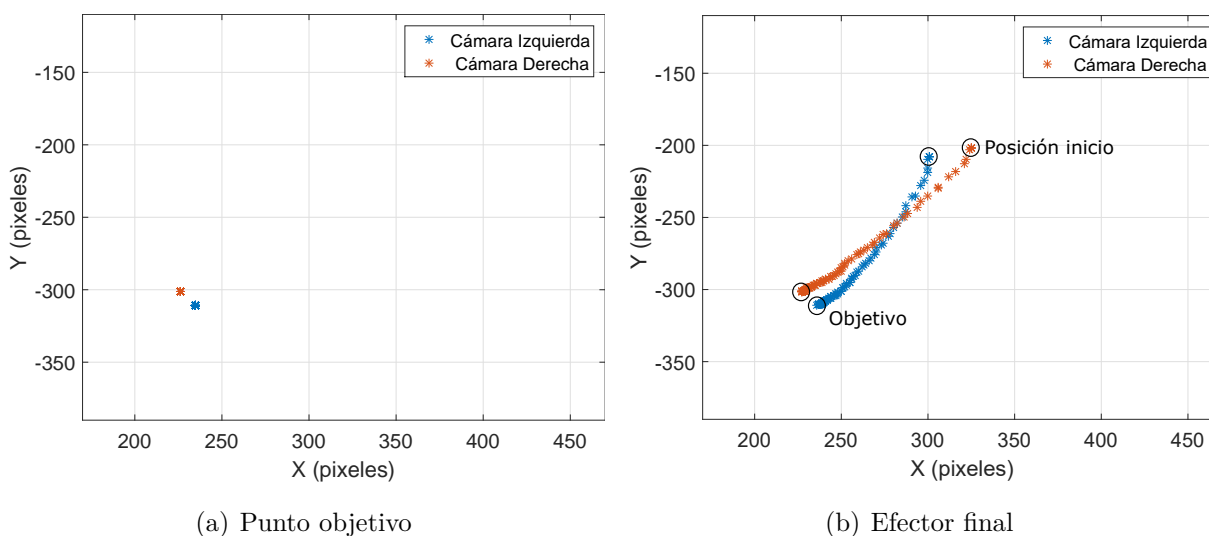 Cámara Izquierda
Cámara Derecha
-150
-200
-250
-300
-350
Y (pixeles)
200
250
300
350
400
450
X (pixeles)
(a) Punto objetivo
Cámara Izquierda
Cámara Derecha
Posición inicio
Objetivo
-150
-200
-250
-300
-350
Y (pixeles)
200
250
300
350
400
450
X (pixeles)
(b) Efector final